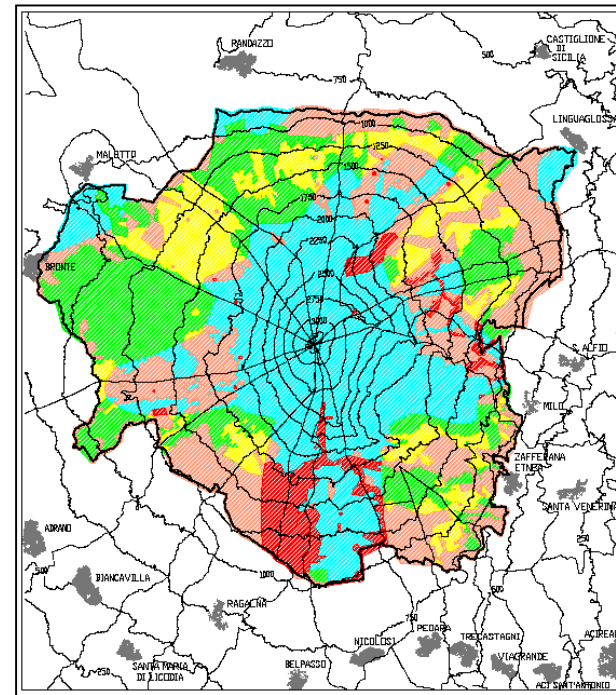 RANDAZZO
500
CASTIGLIONE
DI
SICILIA
750
1000
LINGUAGLOSSA
1250
MALETTO
1500
1750
2000
2250
BRONTE
2500
2750
3000
S. ALFIO
MILO
ZAFFERANA
ETNEA
SANTA VENERINA
ADRANO
250
500
1000
BIANCAVILLA
500
RAGALNA
750
PEDARA
NICOLOSI
TRECASTAGNI
ACIREA
SANTA MARIA
DI LICODIA
250
BELPASSO
VIAGRANDE
ACI SANT'ANTONIO